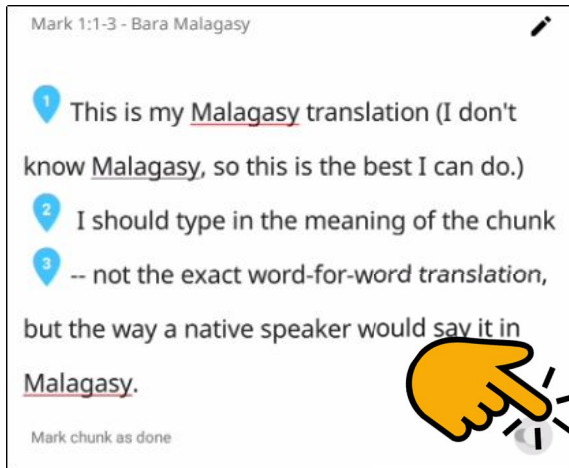 Mark 1:1-3 - Bara Malagasy
1 This is my Malagasy translation (I don't
know Malagasy, so this is the best I can do.)
2 I should type in the meaning of the chunk
3 -- not the exact word-for-word translation,
but the way a native speaker would say it in
Malagasy.
Mark chunk as done